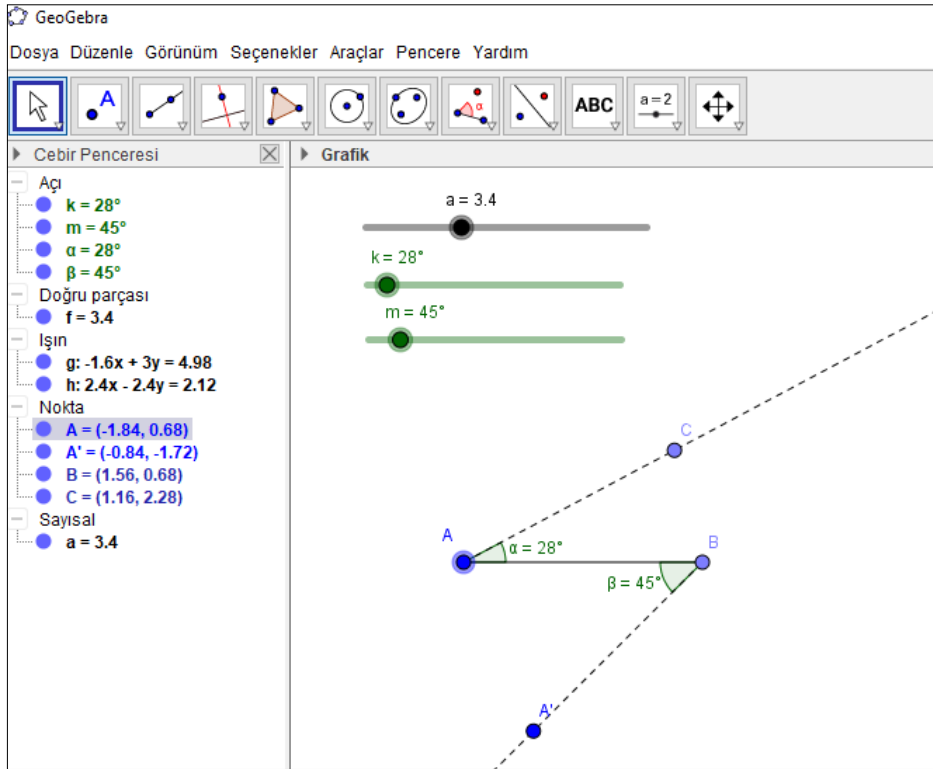 GeoGebra
Dosya Düzenle Görünüm Seçenekler Araçlar Pencere Yardım
A
α
ABC
a = 2
Cebir Penceresi
Açı
k = 28°
m = 45°
α = 28°
β = 45°
Doğru parçası
f = 3.4
Işın
g: -1.6x + 3y = 4.98
h: 2.4x - 2.4y = 2.12
Nokta
A = (-1.84, 0.68)
A' = (-0.84, -1.72)
B = (1.56, 0.68)
C = (1.16, 2.28)
Sayısal
a = 3.4
Grafik
a = 3.4
k = 28°
m = 45°
C
A
α = 28°
B
β = 45°
A'